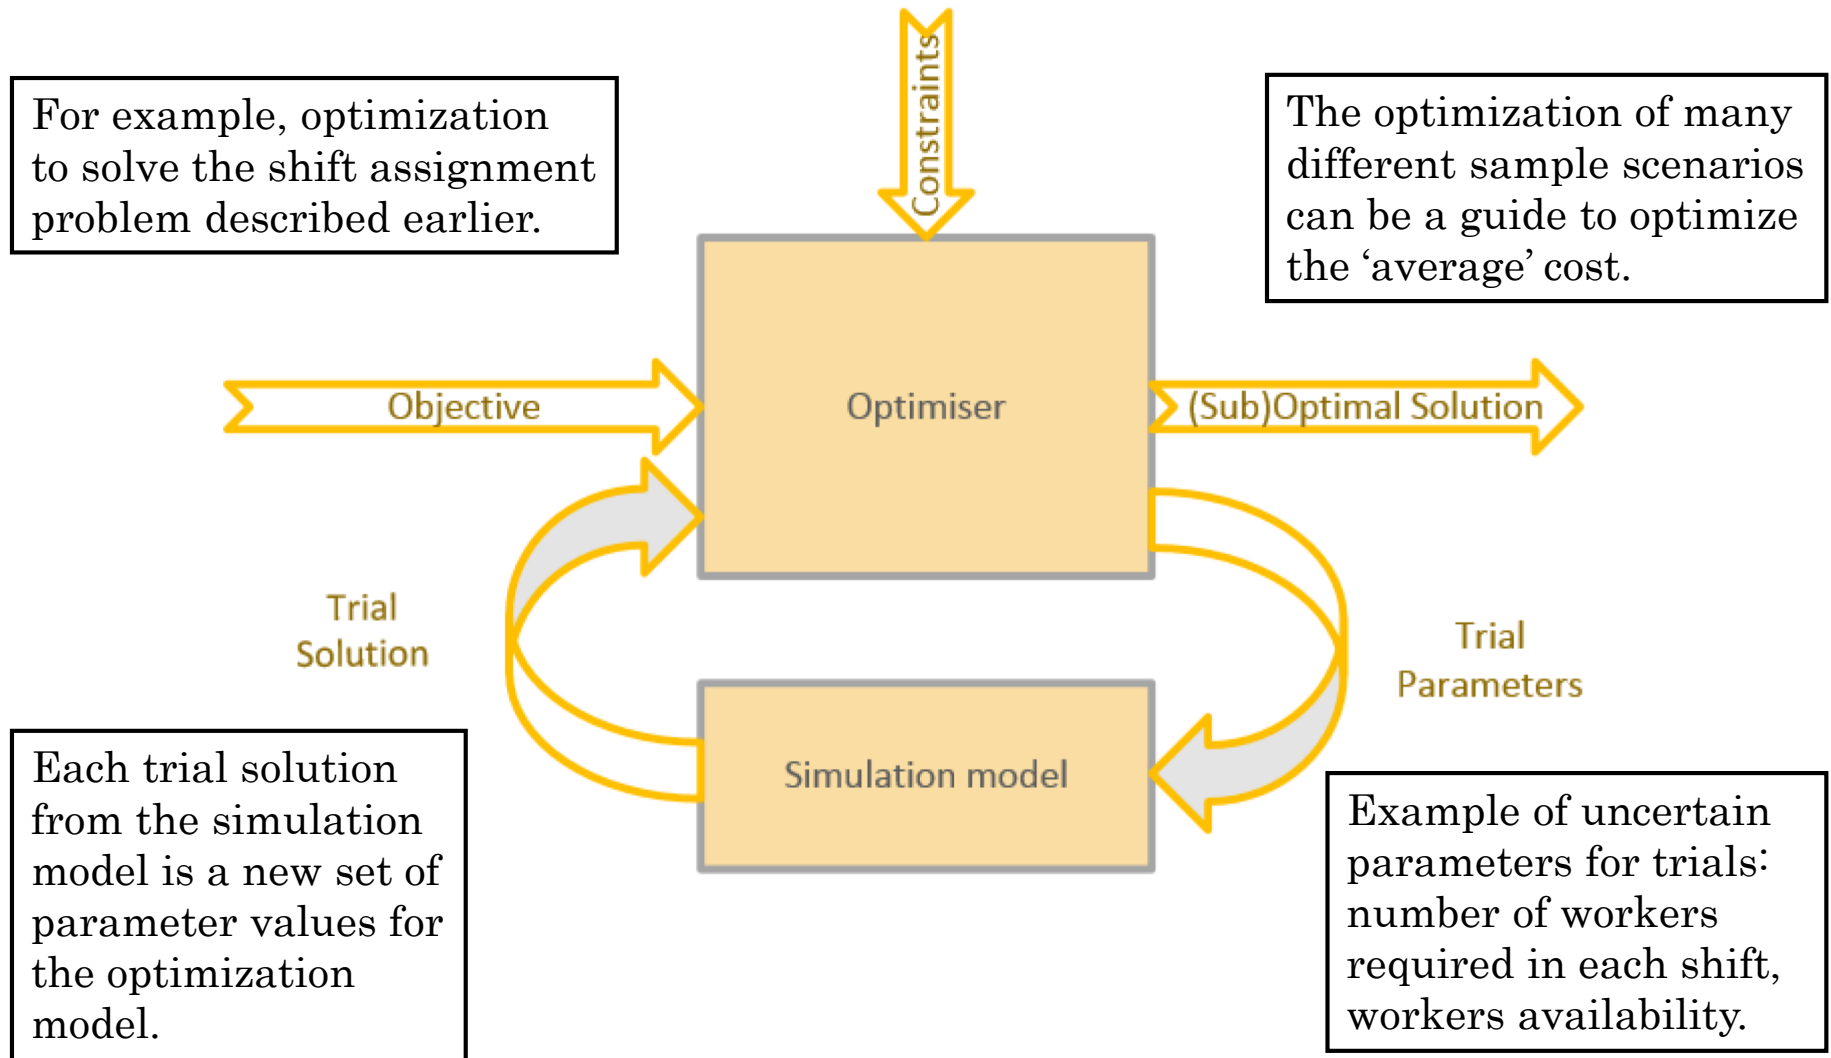 Constraints
For example, optimization
to solve the shift assignment
problem described earlier.
The optimization of many
different sample scenarios
can be a guide to optimize
the ‘average’ cost.
Objective
Optimiser
(Sub)Optimal Solution
Trial
Solution
Trial
Parameters
Simulation model
Each trial solution
from the simulation
model is a new set of
parameter values for
the optimization
model.
Example of uncertain
parameters for trials:
number of workers
required in each shift,
workers availability.